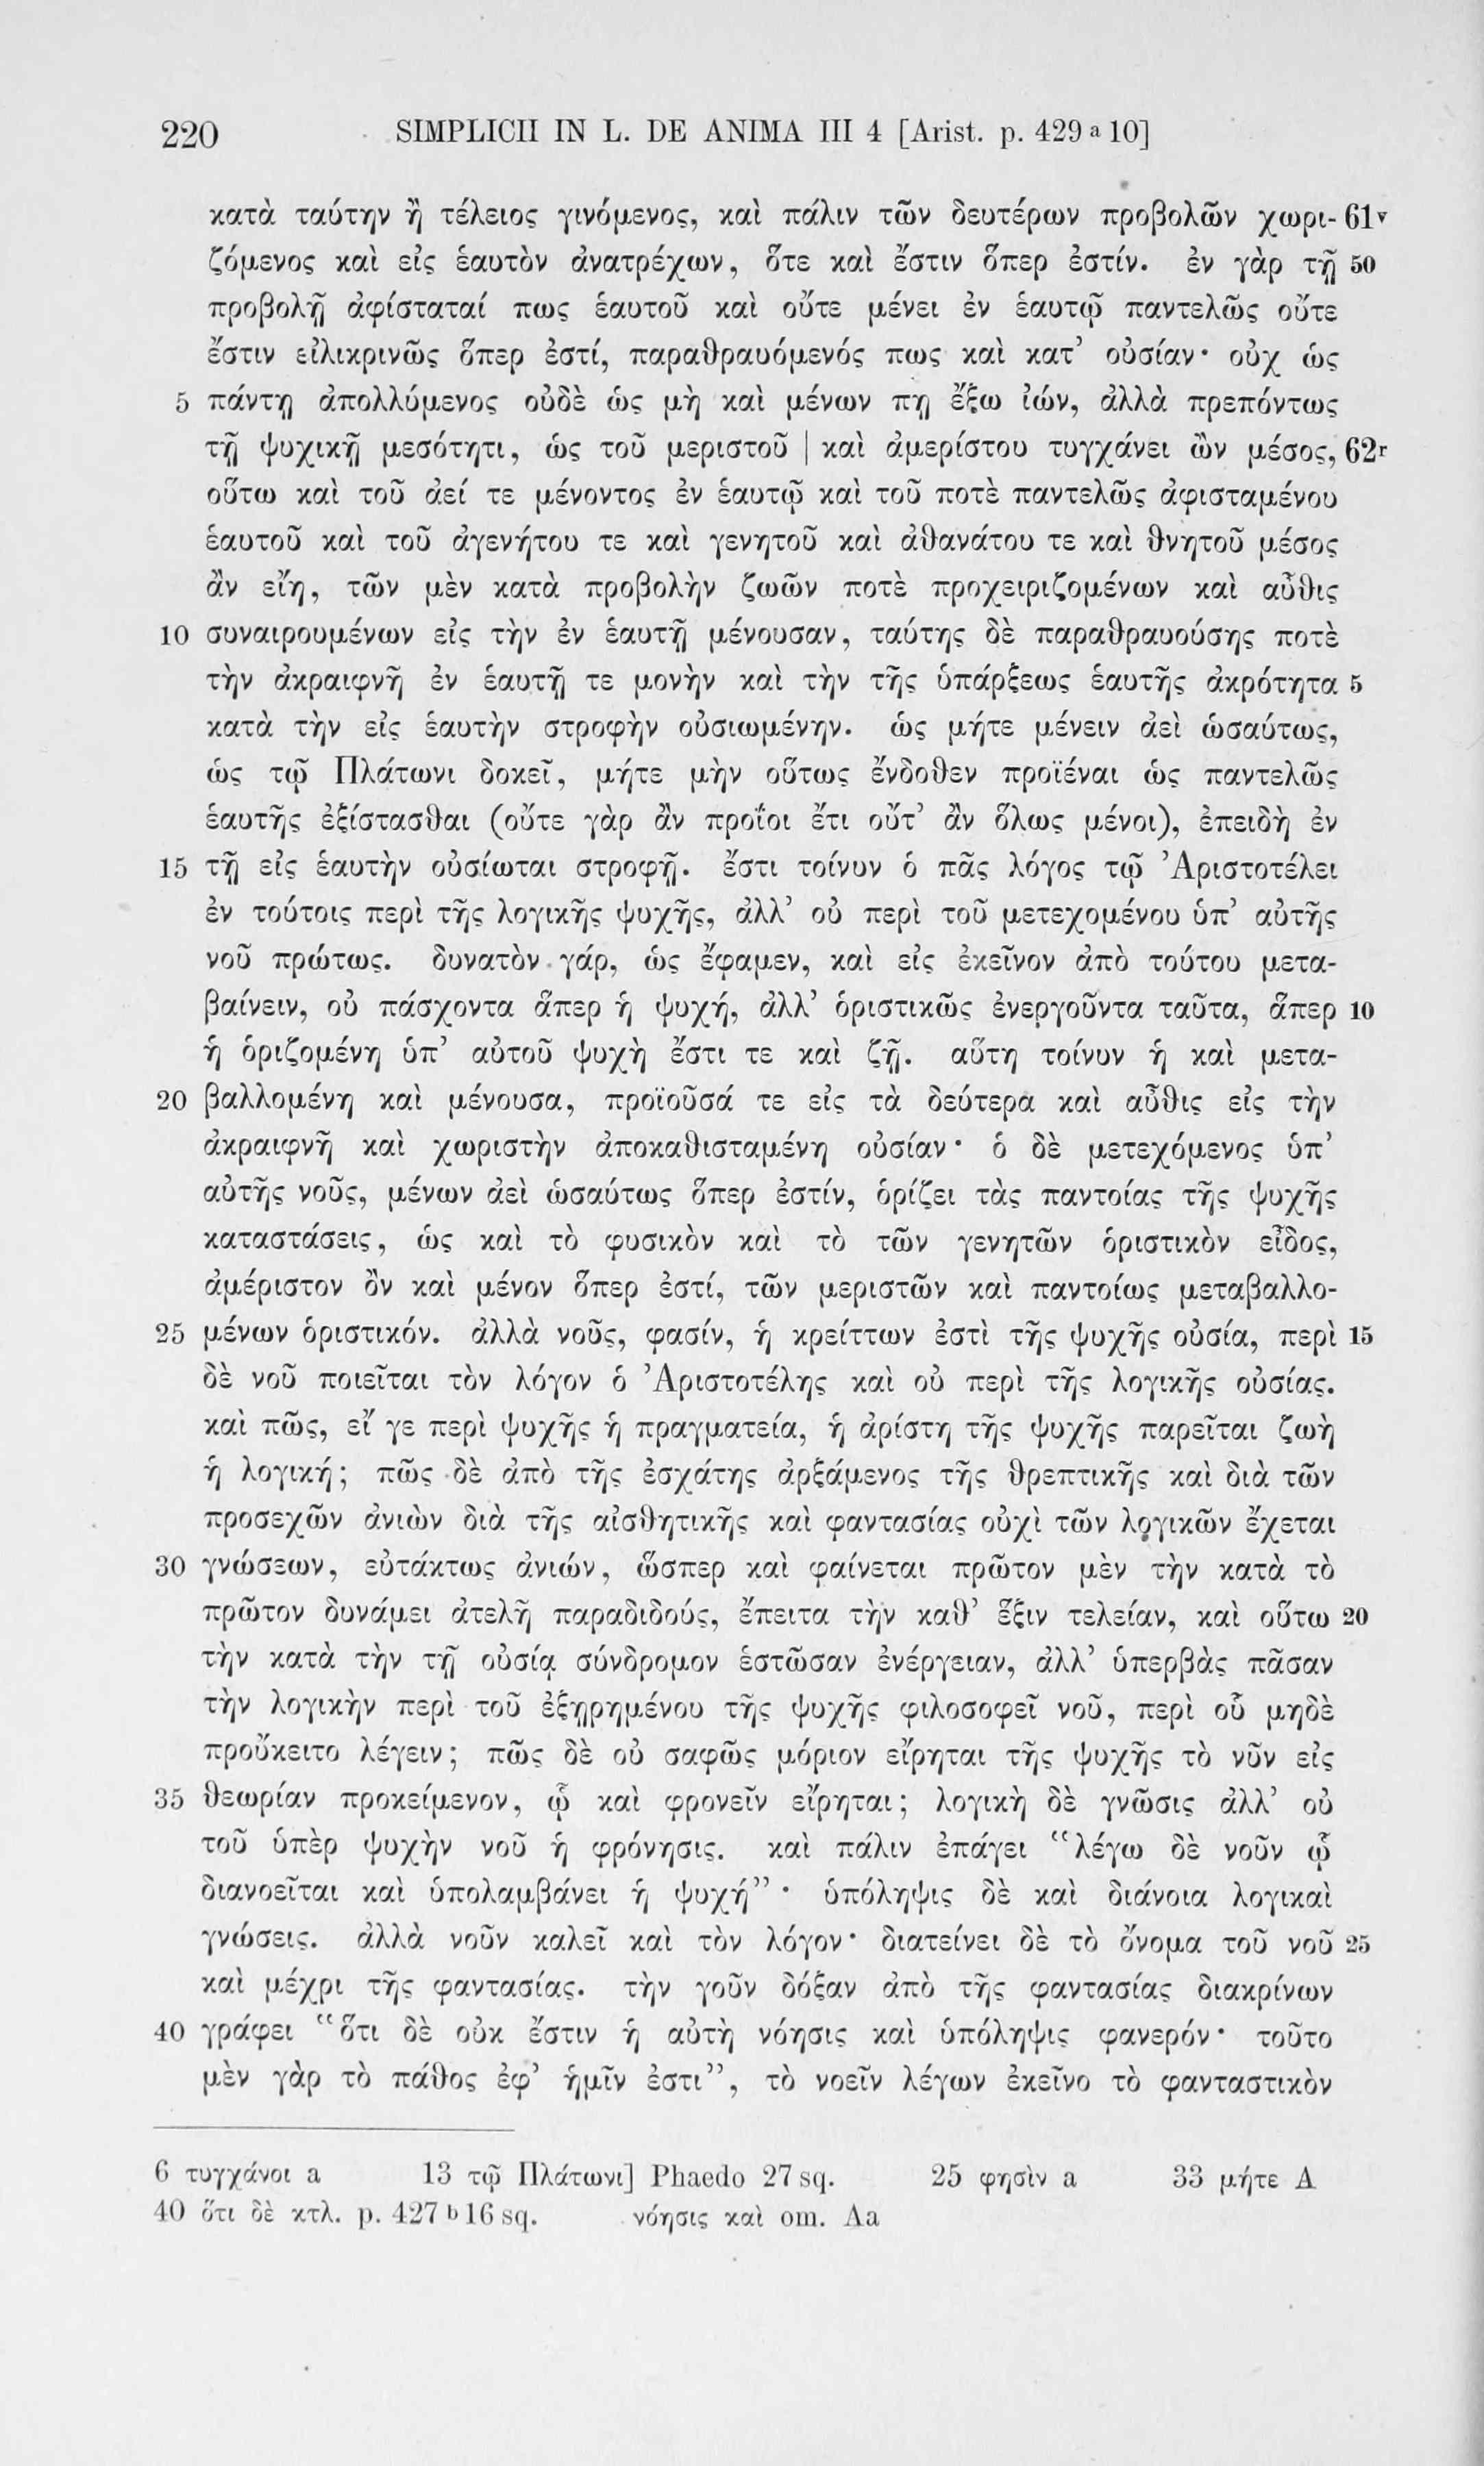 220 SIMPLICII IN L. DE ANIMA III 4 [Arist. p. 429 a 10]
κατὰ ταύτην ἢ τέλειος γινόμενος, καὶ πάλιν τῶν δευτέρων προβολῶν χωρι- 61v
ζόμενος καὶ εἰς ἑαυτὸν ἀνατρέχων, ὅτε καὶ ἔστιν ὅπερ ἐστίν. ἐν γὰρ τῇ 50
προβολῇ ἀφίσταταί πως ἑαυτοῦ καὶ οὔτε μένει ἐν ἑαυτῷ παντελῶς οὔτε
ἔστιν εἰλικρινῶς ὅπερ ἐστί, παραθραυόμενός πως καὶ κατ' οὐσίαν· οὐχ ὡς
5 πάντῃ ἀπολλύμενος οὐδὲ ὡς μὴ καὶ μένων πῃ ἔξω ἰών, ἀλλὰ πρεπόντως
τῇ ψυχικῇ μεσότητι, ὡς τοῦ μεριστοῦ | καὶ ἀμερίστου τυγχάνει ὢν μέσος, 62r
οὕτω καὶ τοῦ ἀεί τε μένοντος ἐν ἑαυτῷ καὶ τοῦ ποτὲ παντελῶς ἀφισταμένου
ἑαυτοῦ καὶ τοῦ ἀγενήτου τε καὶ γενητοῦ καὶ ἀθανάτου τε καὶ θνητοῦ μέσος
ἂν εἴη, τῶν μὲν κατὰ προβολὴν ζωῶν ποτὲ προχειριζομένων καὶ αὖθις
10 συναιρουμένων εἰς τὴν ἐν ἑαυτῇ μένουσαν, ταύτης δὲ παραθραυούσης ποτὲ
τὴν ἀκραιφνῆ ἐν ἑαυτῇ τε μονὴν καὶ τὴν τῆς ὑπάρξεως ἑαυτῆς ἀκρότητα 5
κατὰ τὴν εἰς ἑαυτὴν στροφὴν οὐσιωμένην. ὡς μήτε μένειν ἀεὶ ὡσαύτως,
ὡς τῷ Πλάτωνι δοκεῖ, μήτε μὴν οὕτως ἔνδοθεν προϊέναι ὡς παντελῶς
ἑαυτῆς ἐξίστασθαι (οὔτε γὰρ ἂν προΐοι ἔτι οὔτ' ἂν ὅλως μένοι), ἐπειδὴ ἐν
15 τῇ εἰς ἑαυτὴν οὐσίωται στροφῇ. ἔστι τοίνυν ὁ πᾶς λόγος τῷ Ἀριστοτέλει
ἐν τούτοις περὶ τῆς λογικῆς ψυχῆς, ἀλλ' οὐ περὶ τοῦ μετεχομένου ὑπ' αὐτῆς
νοῦ πρώτως. δυνατὸν γάρ, ὡς ἔφαμεν, καὶ εἰς ἐκεῖνον ἀπὸ τούτου μετα-
βαίνειν, οὐ πάσχοντα ἅπερ ἡ ψυχή, ἀλλ' ὁριστικῶς ἐνεργοῦντα ταῦτα, ἅπερ 10
ἡ ὁριζομένη ὑπ' αὐτοῦ ψυχὴ ἔστι τε καὶ ζῇ. αὕτη τοίνυν ἡ καὶ μετα-
20 βαλλομένη καὶ μένουσα, προϊοῦσά τε εἰς τὰ δεύτερα καὶ αὖθις εἰς τὴν
ἀκραιφνῆ καὶ χωριστὴν ἀποκαθισταμένη οὐσίαν· ὁ δὲ μετεχόμενος ὑπ'
αὐτῆς νοῦς, μένων ἀεὶ ὡσαύτως ὅπερ ἐστίν, ὁρίζει τὰς παντοίας τῆς ψυχῆς
καταστάσεις, ὡς καὶ τὸ φυσικὸν καὶ τὸ τῶν γενητῶν ὁριστικὸν εἶδος,
ἀμέριστον ὂν καὶ μένον ὅπερ ἐστί, τῶν μεριστῶν καὶ παντοίως μεταβαλλο-
25 μένων ὁριστικόν. ἀλλὰ νοῦς, φασίν, ἡ κρείττων ἐστὶ τῆς ψυχῆς οὐσία, περὶ 15
δὲ νοῦ ποιεῖται τὸν λόγον ὁ Ἀριστοτέλης καὶ οὐ περὶ τῆς λογικῆς οὐσίας.
καὶ πῶς, εἴ γε περὶ ψυχῆς ἡ πραγματεία, ἡ ἀρίστη τῆς ψυχῆς παρεῖται ζωὴ
ἡ λογική; πῶς δὲ ἀπὸ τῆς ἐσχάτης ἀρξάμενος τῆς θρεπτικῆς καὶ διὰ τῶν
προσεχῶν ἀνιὼν διὰ τῆς αἰσθητικῆς καὶ φαντασίας οὐχὶ τῶν λογικῶν ἔχεται
30 γνώσεων, εὐτάκτως ἀνιών, ὥσπερ καὶ φαίνεται πρῶτον μὲν τὴν κατὰ τὸ
πρῶτον δυνάμει ἀτελῆ παραδιδούς, ἔπειτα τὴν καθ' ἕξιν τελείαν, καὶ οὕτω 20
τὴν κατὰ τὴν τῇ οὐσίᾳ σύνδρομον ἑστῶσαν ἐνέργειαν, ἀλλ' ὑπερβὰς πᾶσαν
τὴν λογικὴν περὶ τοῦ ἐξῃρημένου τῆς ψυχῆς φιλοσοφεῖ νοῦ, περὶ οὗ μηδὲ
προὔκειτο λέγειν; πῶς δὲ οὐ σαφῶς μόριον εἴρηται τῆς ψυχῆς τὸ νῦν εἰς
35 θεωρίαν προκείμενον, ᾧ καὶ φρονεῖν εἴρηται; λογικὴ δὲ γνῶσις ἀλλ' οὐ
τοῦ ὑπὲρ ψυχὴν νοῦ ἡ φρόνησις. καὶ πάλιν ἐπάγει "λέγω δὲ νοῦν ᾧ
διανοεῖται καὶ ὑπολαμβάνει ἡ ψυχή"· ὑπόληψις δὲ καὶ διάνοια λογικαὶ
γνώσεις. ἀλλὰ νοῦν καλεῖ καὶ τὸν λόγον· διατείνει δὲ τὸ ὄνομα τοῦ νοῦ 25
καὶ μέχρι τῆς φαντασίας. τὴν γοῦν δόξαν ἀπὸ τῆς φαντασίας διακρίνων
40 γράφει "ὅτι δὲ οὐκ ἔστιν ἡ αὐτὴ νόησις καὶ ὑπόληψις φανερόν· τοῦτο
μὲν γὰρ τὸ πάθος ἐφ' ἡμῖν ἐστι", τὸ νοεῖν λέγων ἐκεῖνο τὸ φανταστικὸν
6 τυγχάνοι a 13 τῷ Πλάτωνι] Phaedo 27 sq. 25 φησὶν a 33 μήτε A
40 ὅτι δὲ κτλ. p. 427 b 16 sq. νόησις καὶ om. Aa